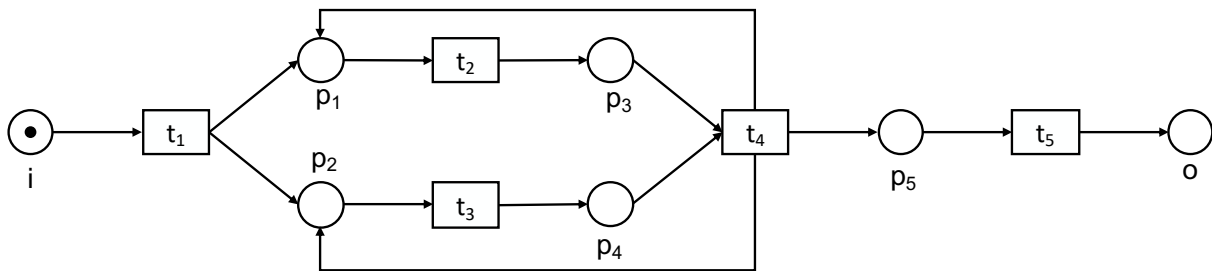 i
t₁
p₁
p₂
t₂
t₃
p₃
p₄
t₄
p₅
t₅
o